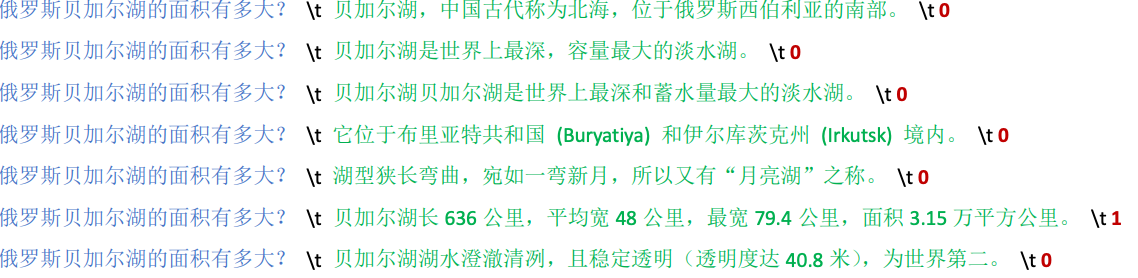 俄罗斯贝加尔湖的面积有多大? \t 贝加尔湖，中国古代称为北海，位于俄罗斯西伯利亚的南部。 \t 0
俄罗斯贝加尔湖的面积有多大? \t 贝加尔湖是世界上最深，容量最大的淡水湖。 \t 0
俄罗斯贝加尔湖的面积有多大? \t 贝加尔湖贝加尔湖是世界上最深和蓄水量最大的淡水湖。 \t 0
俄罗斯贝加尔湖的面积有多大? \t 它位于布里亚特共和国 (Buryatiya) 和伊尔库茨克州 (Irkutsk) 境内。 \t 0
俄罗斯贝加尔湖的面积有多大? \t 湖型狭长弯曲，宛如一弯新月，所以又有“月亮湖”之称。 \t 0
俄罗斯贝加尔湖的面积有多大? \t 贝加尔湖长 636 公里，平均宽 48 公里，最宽 79.4 公里，面积 3.15 万平方公里。 \t 1
俄罗斯贝加尔湖的面积有多大? \t 贝加尔湖湖水澄澈清冽，且稳定透明（透明度达 40.8 米），为世界第二。 \t 0